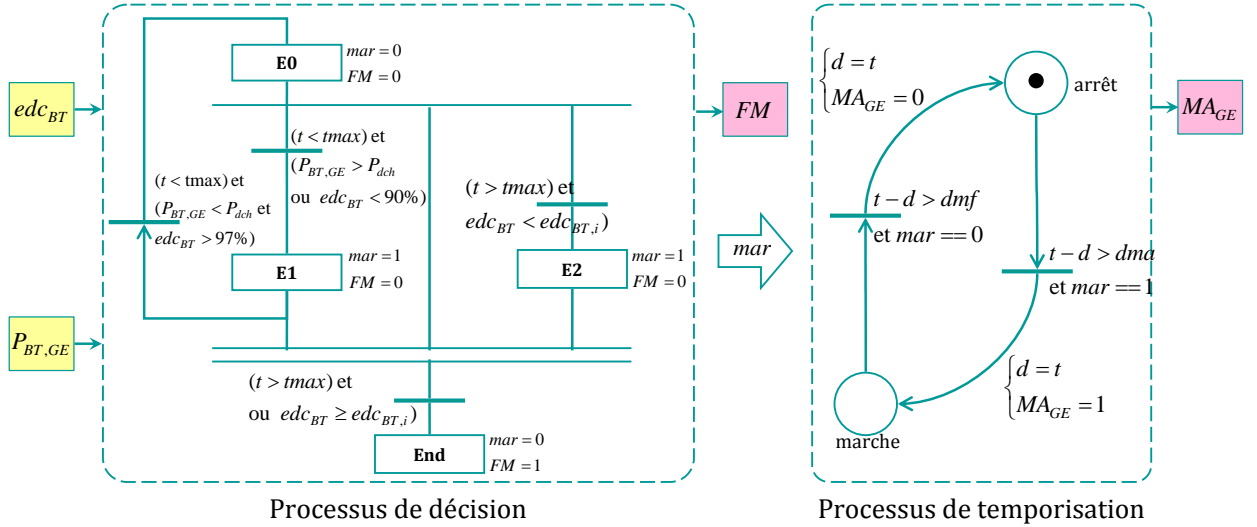 edc_BT
P_BT,GE
mar = 0
E0
FM = 0
(t < tmax) et
(P_BT,GE > P_dch
ou edc_BT < 90%)
(t < tmax) et
(P_BT,GE < P_dch et
edc_BT > 97%)
(t > tmax) et
edc_BT < edc_BT,i)
mar = 1
E1
FM = 0
mar = 1
E2
FM = 0
(t > tmax) et
ou edc_BT ≥ edc_BT,i)
mar = 0
End
FM = 1
Processus de décision
FM
mar
{d = t
MA_GE = 0
arrêt
t − d > dmf
et mar == 0
t − d > dma
et mar == 1
{d = t
MA_GE = 1
marche
Processus de temporisation
MA_GE